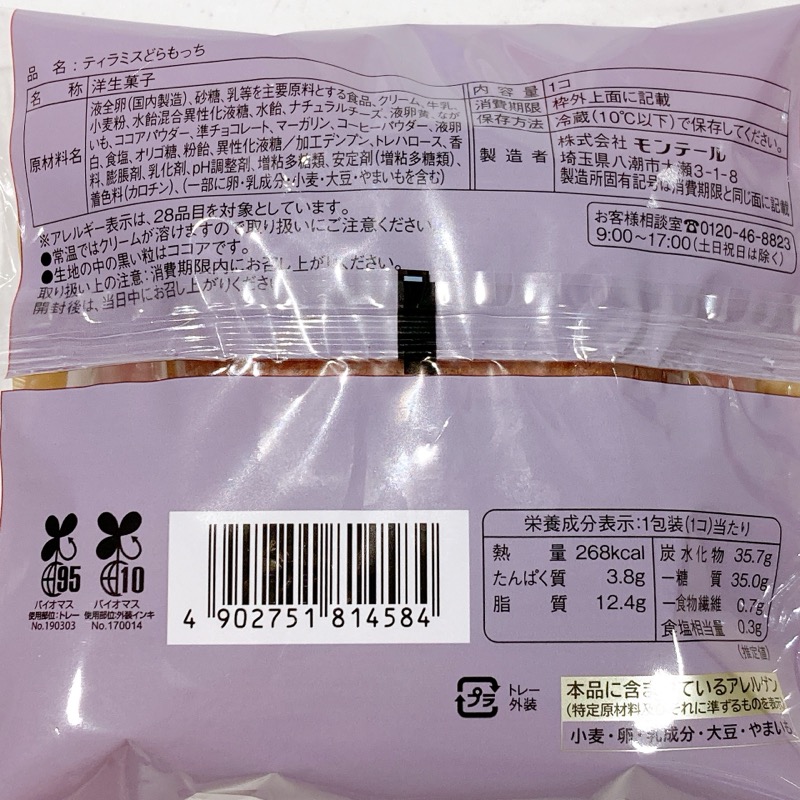 品名：ティラミスどらもっち
名称 洋生菓子
原材料名
液全卵（国内製造）、砂糖、乳等を主要原料とする食品、クリーム、牛乳、
小麦粉、水飴混合異性化液糖、水飴、ナチュラルチーズ、液卵黄、なが
いも、ココアパウダー、準チョコレート、マーガリン、コーヒーパウダー、液卵
白、食塩、オリゴ糖、粉飴、異性化液糖／加工デンプン、トレハロース、香
料、膨脹剤、乳化剤、pH調整剤、増粘多糖類、安定剤（増粘多糖類）、
着色料（カロチン）、（一部に卵・乳成分・小麦・大豆・やまいもを含む）
内容量 1コ
消費期限 枠外上面に記載
保存方法 冷蔵（10℃以下）で保存してください。
製造者
株式会社 モンテール
埼玉県八潮市大瀬3-1-8
製造所固有記号は消費期限と同じ面に記載
※アレルギー表示は、28品目を対象としています。
●常温ではクリームが溶けますので取り扱いにご注意ください
●生地の中の黒い粒はココアです。
取り扱い上の注意：消費期限内にお召し上がりください。
開封後は、当日中にお召し上がりください
お客様相談室☎0120-46-8823
9:00～17:00（土日祝日は除く）
95
バイオマス
使用部位：トレー
No.190303
10
バイオマス
使用部位：外装インキ
No.170014
4 902751 814584
栄養成分表示：1包装（1コ）当たり
熱量 268kcal
たんぱく質 3.8g
脂質 12.4g
炭水化物 35.7g
－糖質 35.0g
－食物繊維 0.7g
食塩相当量 0.3g
（推定値）
プラ
トレー
外装
本品に含まれているアレルゲン
（特定原材料及びそれに準ずるものを表示）
小麦・卵・乳成分・大豆・やまいも